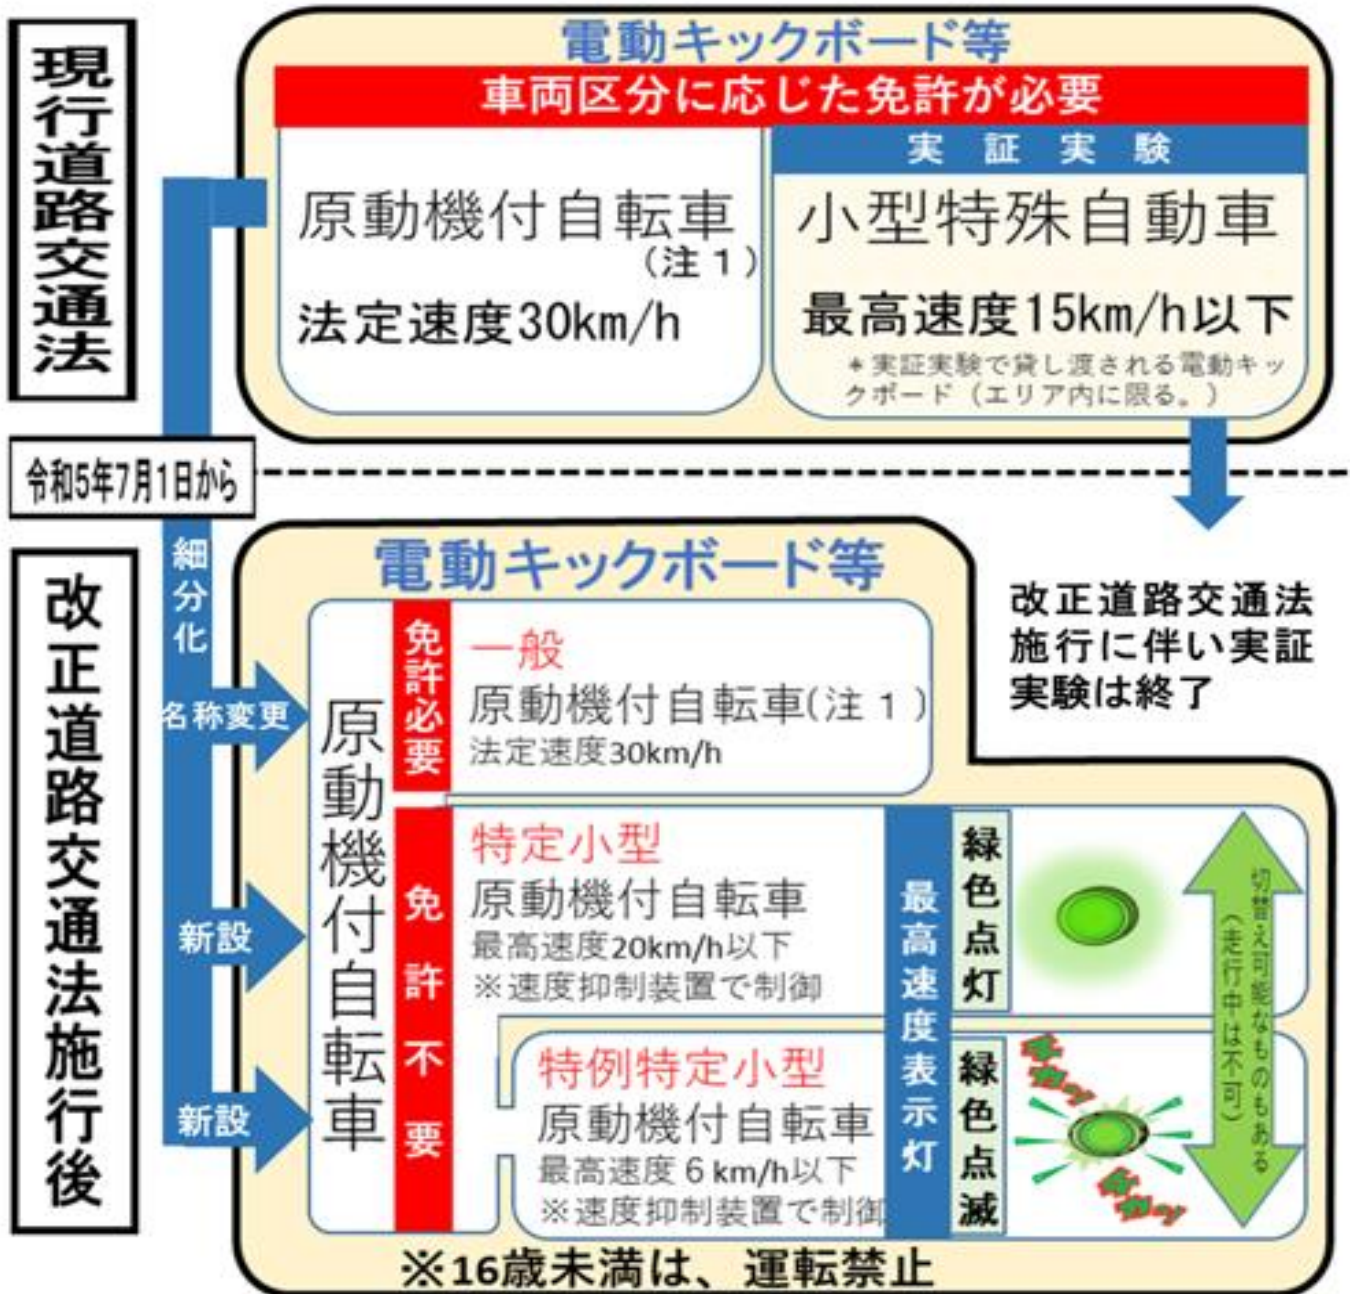 現行道路交通法
電動キックボード等
車両区分に応じた免許が必要
原動機付自転車
(注1)
法定速度30km/h
実証実験
小型特殊自動車
最高速度15km/h以下
*実証実験で貸し渡される電動キッ
クボード(エリア内に限る。)
令和5年7月1日から
改正道路交通法施行後
細分化
名称変更
新設
新設
改正道路交通法
施行に伴い実証
実験は終了
電動キックボード等
原動機付自転車
免許必要
一般
原動機付自転車(注1)
法定速度30km/h
免許不要
特定小型
原動機付自転車
最高速度20km/h以下
※速度抑制装置で制御
特例特定小型
原動機付自転車
最高速度6km/h以下
※速度抑制装置で制御
最高速度表示灯
緑色点灯
緑色点滅
チカッ
チカッ
切替え可能なものもある
(走行中は不可)
※16歳未満は、運転禁止